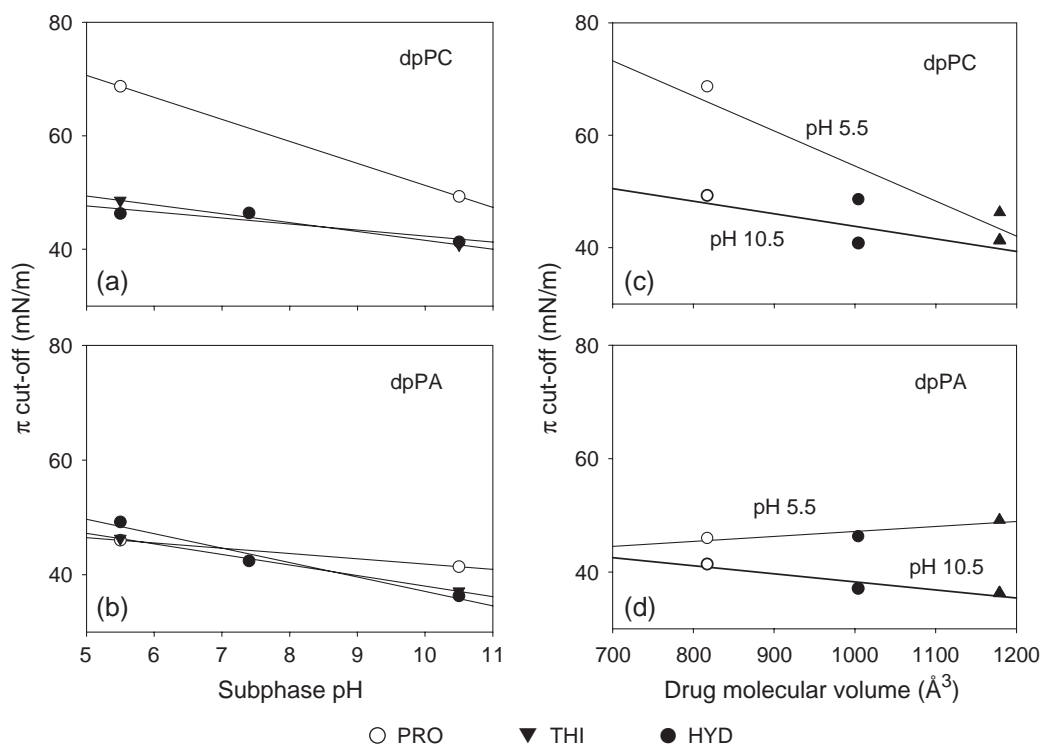 80
60
40
dpPC
(a)
80
60
40
dpPA
(b)
5 6 7 8 9 10 11
Subphase pH
π cut-off (mN/m)
80
60
40
dpPC
pH 5.5
pH 10.5
(c)
80
60
40
dpPA
pH 5.5
pH 10.5
(d)
700 800 900 1000 1100 1200
Drug molecular volume (Å³)
π cut-off (mN/m)
PRO THI HYD